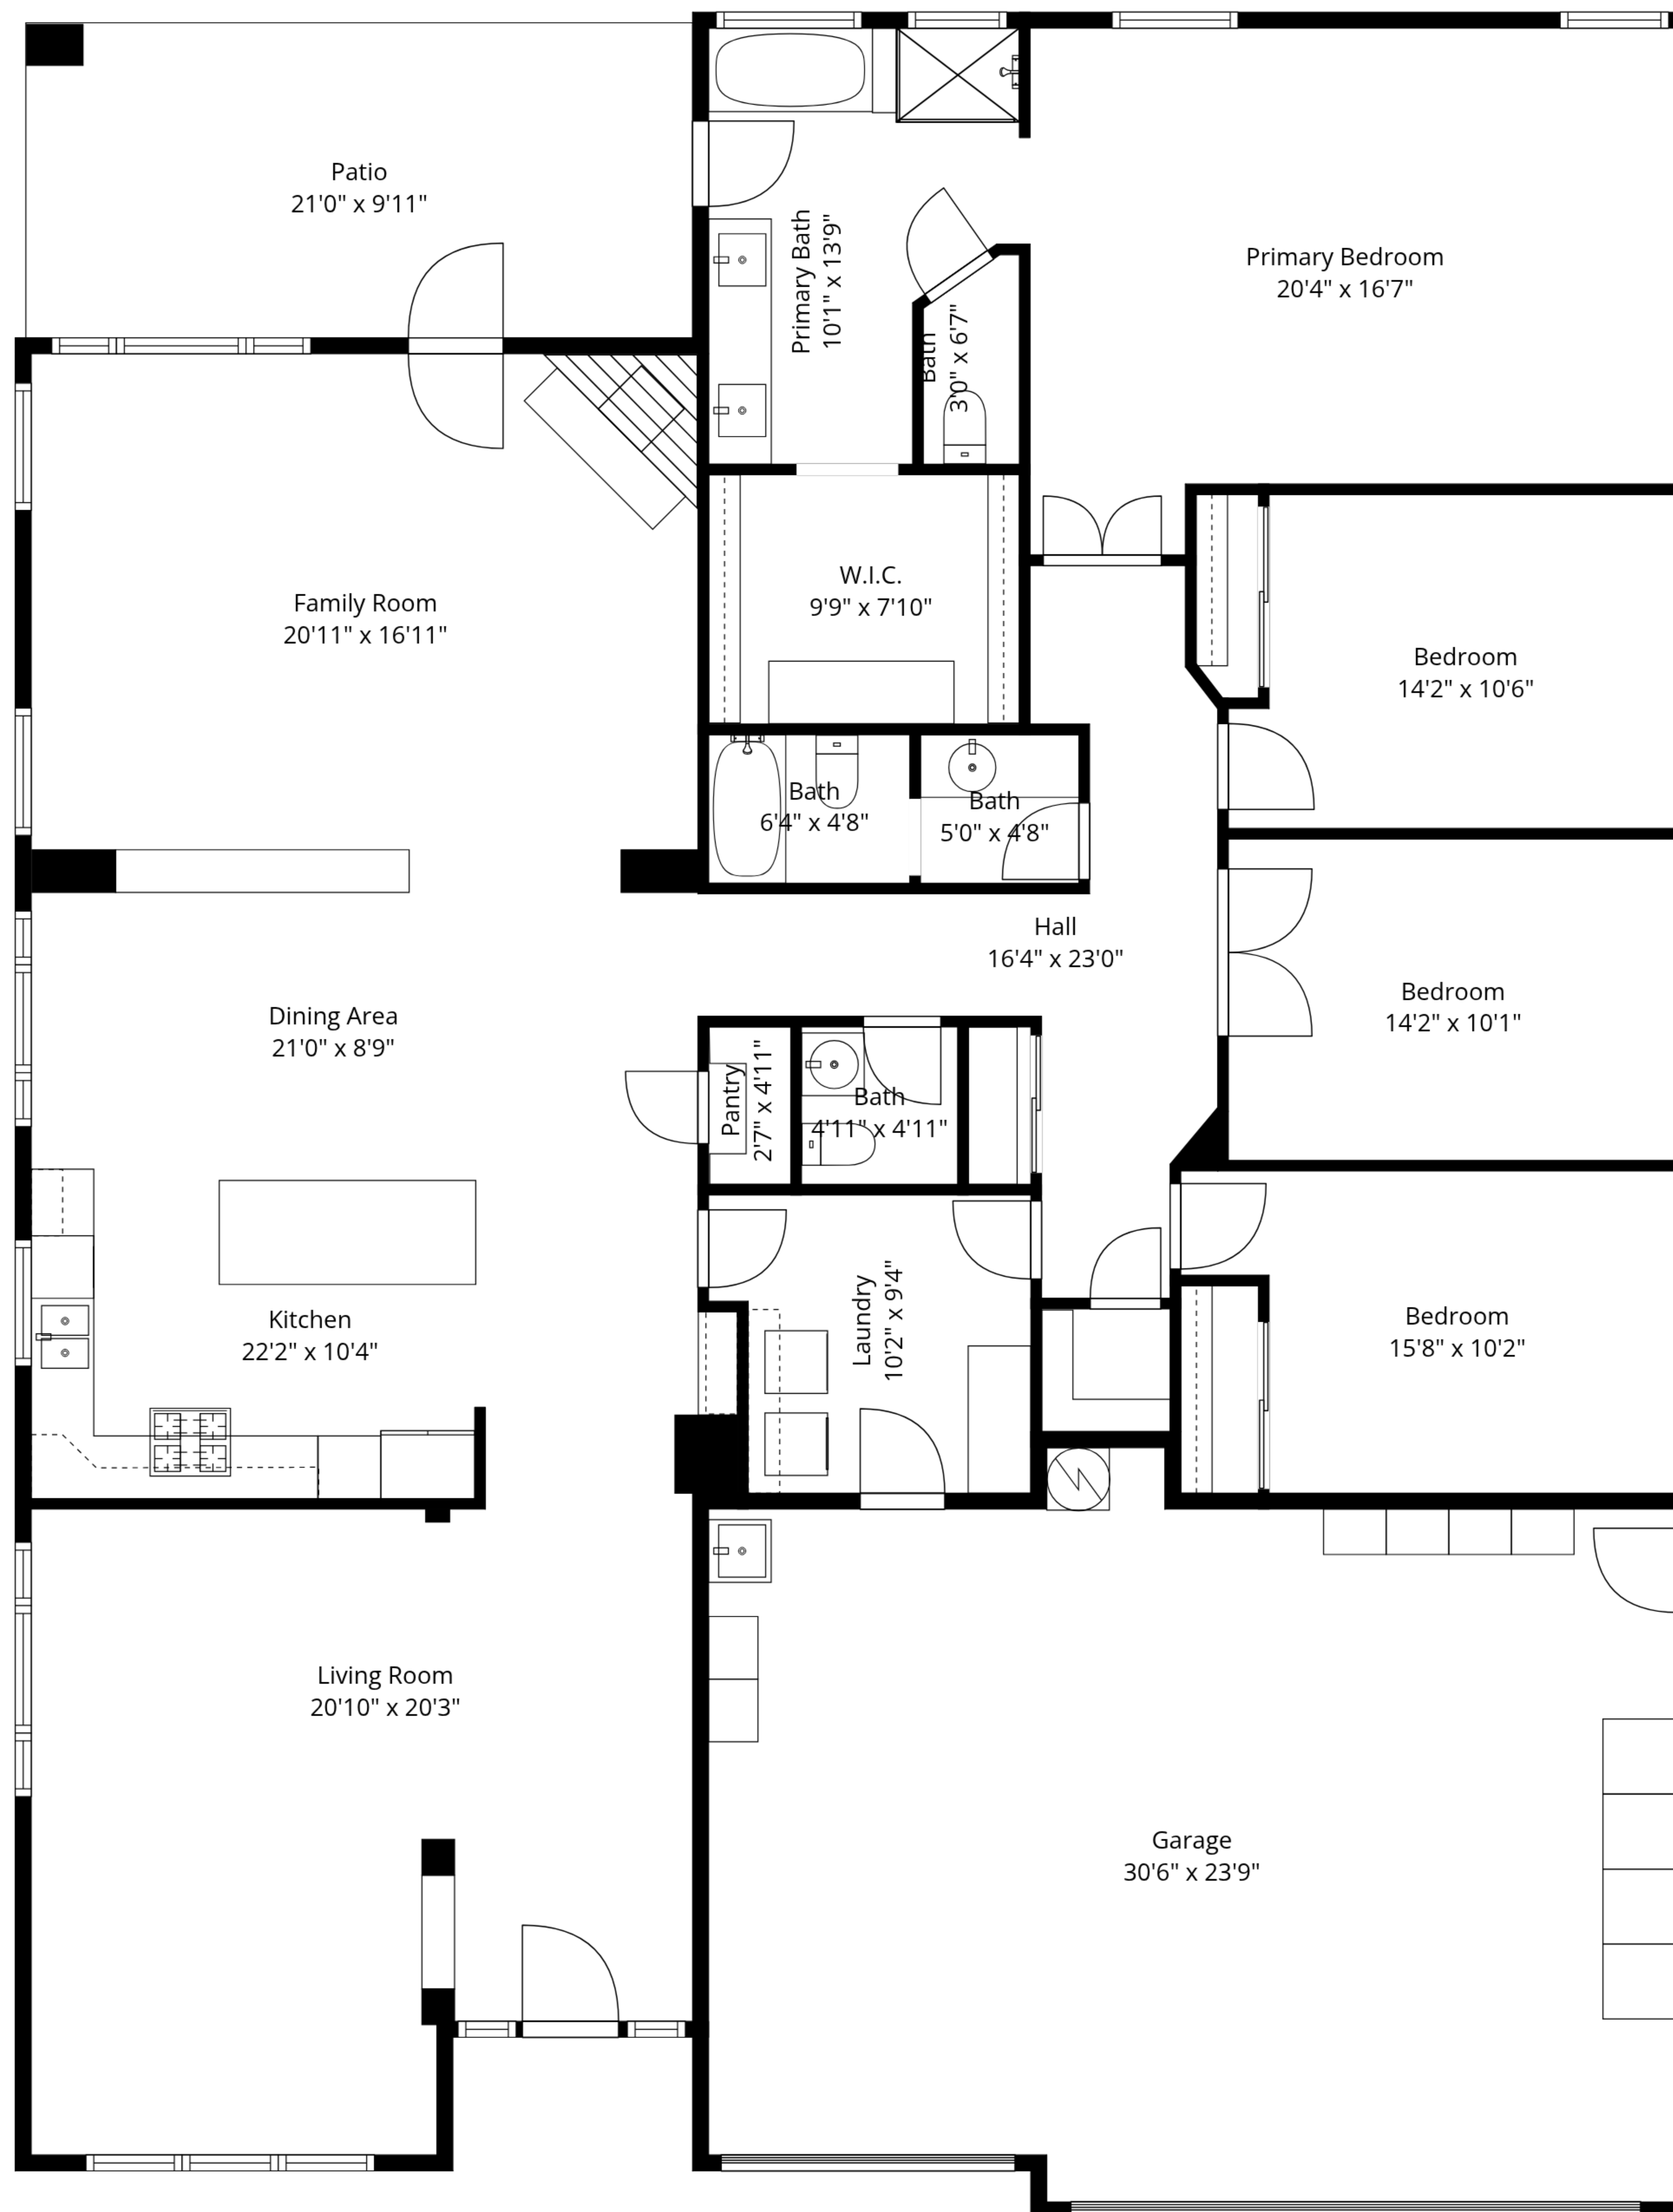 Patio
21'0" x 9'11"
Primary Bath
10'1" x 13'9"
Bath
3'0" x 6'7"
Primary Bedroom
20'4" x 16'7"
Family Room
20'11" x 16'11"
W.I.C.
9'9" x 7'10"
Bedroom
14'2" x 10'6"
Bath
6'4" x 4'8"
Bath
5'0" x 4'8"
Hall
16'4" x 23'0"
Dining Area
21'0" x 8'9"
Bedroom
14'2" x 10'1"
Pantry
2'7" x 4'11"
Bath
4'11" x 4'11"
Kitchen
22'2" x 10'4"
Laundry
10'2" x 9'4"
Bedroom
15'8" x 10'2"
Living Room
20'10" x 20'3"
Garage
30'6" x 23'9"